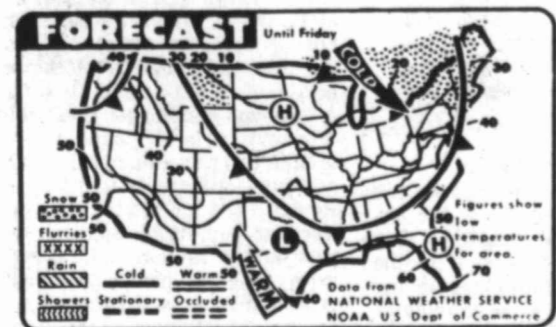 FORECAST Until Friday
40 30 20 10 10 COLD 20 30
H
50 40 40
30
Snow 50 50 Figures show
Flurries L H low
XXXX 50 temperatures
Rain 50 WARM 60 for area.
Cold Warm 50 60 70
Data from
Showers Stationary Occluded NATIONAL WEATHER SERVICE
NOAA, U.S. Dept of Commerce